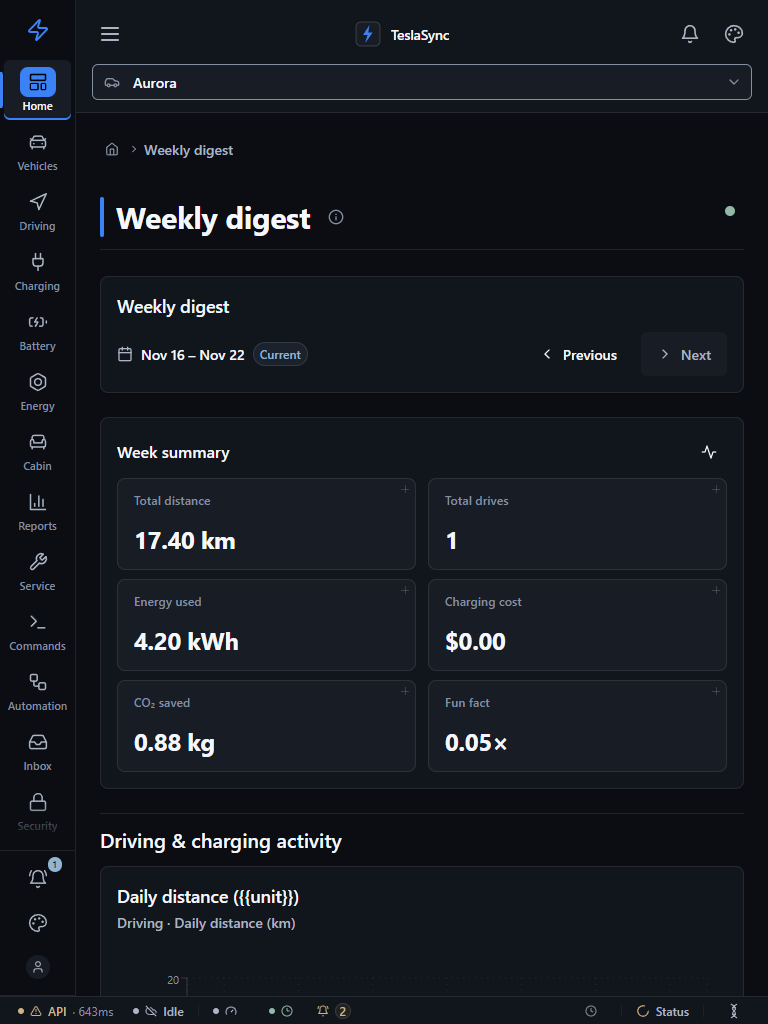 TeslaSync
Aurora
Home
Vehicles
Driving
Charging
Battery
Energy
Cabin
Reports
Service
Commands
Automation
Inbox
Security
1
Weekly digest
Weekly digest
Weekly digest
Nov 16 – Nov 22 Current Previous Next
Week summary
Total distance
17.40 km
Total drives
1
Energy used
4.20 kWh
Charging cost
$0.00
CO₂ saved
0.88 kg
Fun fact
0.05×
Driving & charging activity
Daily distance ({{unit}})
Driving · Daily distance (km)
20
API · 643ms Idle 2 Status